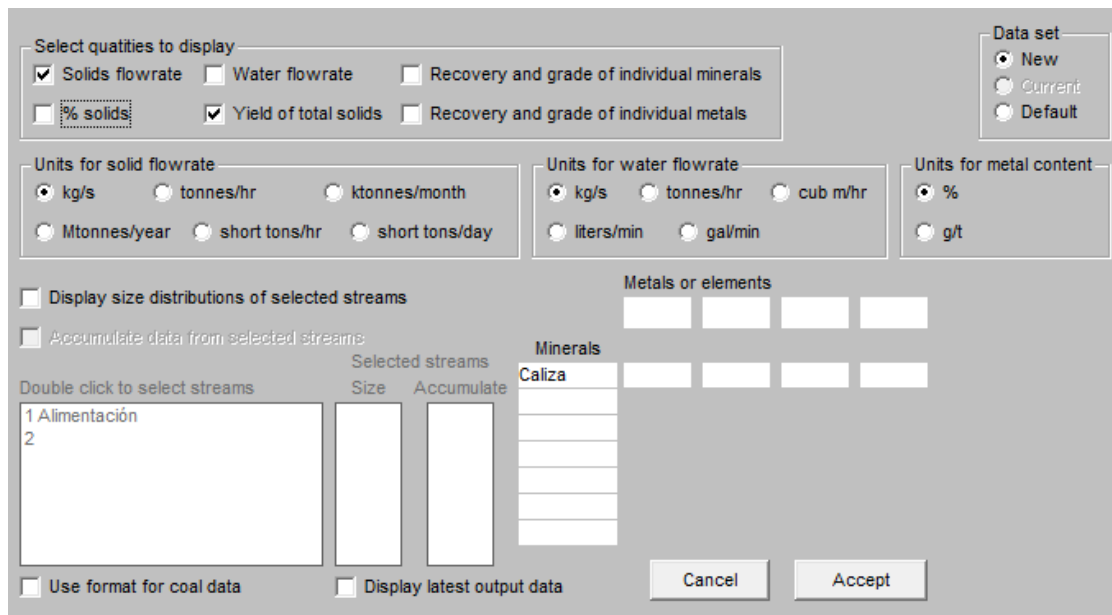 Select quatities to display
Solids flowrate
Water flowrate
Recovery and grade of individual minerals
% solids
Yield of total solids
Recovery and grade of individual metals
Data set
New
Current
Default
Units for solid flowrate
kg/s
tonnes/hr
ktonnes/month
Mtonnes/year
short tons/hr
short tons/day
Units for water flowrate
kg/s
tonnes/hr
cub m/hr
liters/min
gal/min
Units for metal content
%
g/t
Display size distributions of selected streams
Accumulate data from selected streams
Double click to select streams
Selected streams
Size
Accumulate
1 Alimentación
2
Metals or elements
Minerals
Caliza
Use format for coal data
Display latest output data
Cancel
Accept